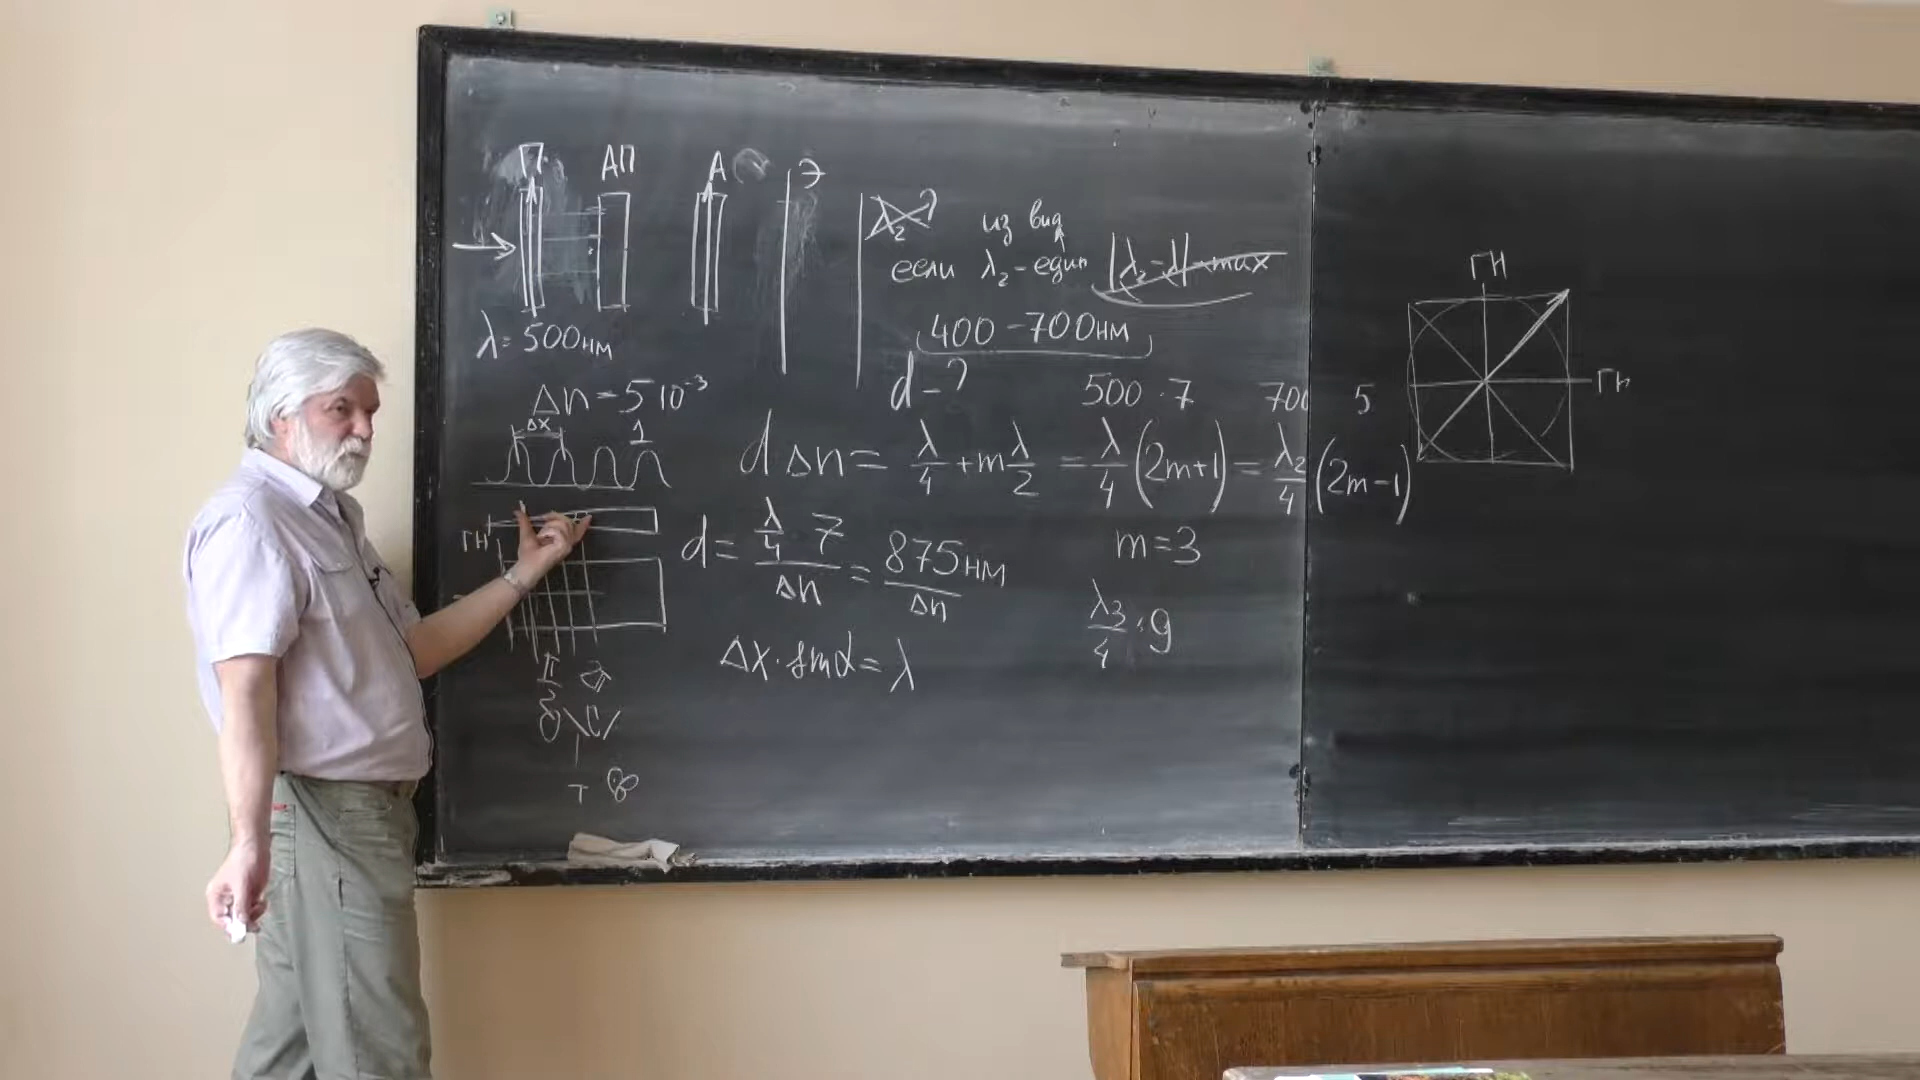 П АП А Э
λ₂ ?
из вид
если λ₂ - един |λ₂ - λ| - max
λ = 500нм
400 - 700нм
d - ?
Δn = 5 10⁻³
500 · 7 700 5
Δx
1
d Δn = λ/4 + m λ/2 = λ/4 (2m+1) = λ₂/4 (2m-1)
ГН
d = (λ/4 7)/Δn = 875нм/Δn
m = 3
λ₃/4 · 9
Δx · sin α = λ
ГН
Гн